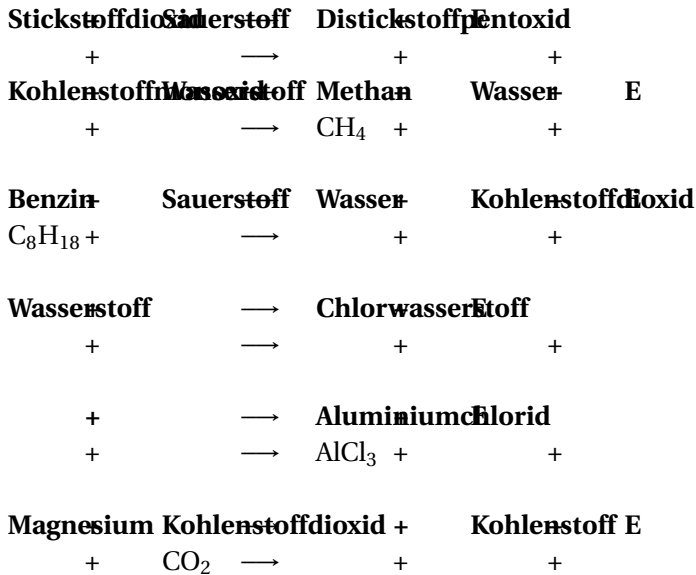 Stickstoffdioxid + Sauerstoff ⟶ Distickstoffpentoxid + E
+ ⟶ + +
Kohlenstoffmonoxid + Wasserstoff ⟶ Methan + Wasser + E
+ ⟶ CH₄ + +
Benzin + Sauerstoff ⟶ Wasser + Kohlenstoffdioxid + E
C₈H₁₈ + ⟶ + +
Wasserstoff + ⟶ Chlorwasserstoff + E
+ ⟶ + +
+ ⟶ Aluminiumchlorid + E
+ ⟶ AlCl₃ + +
Magnesium + Kohlenstoffdioxid ⟶ + Kohlenstoff + E
+ CO₂ ⟶ + +